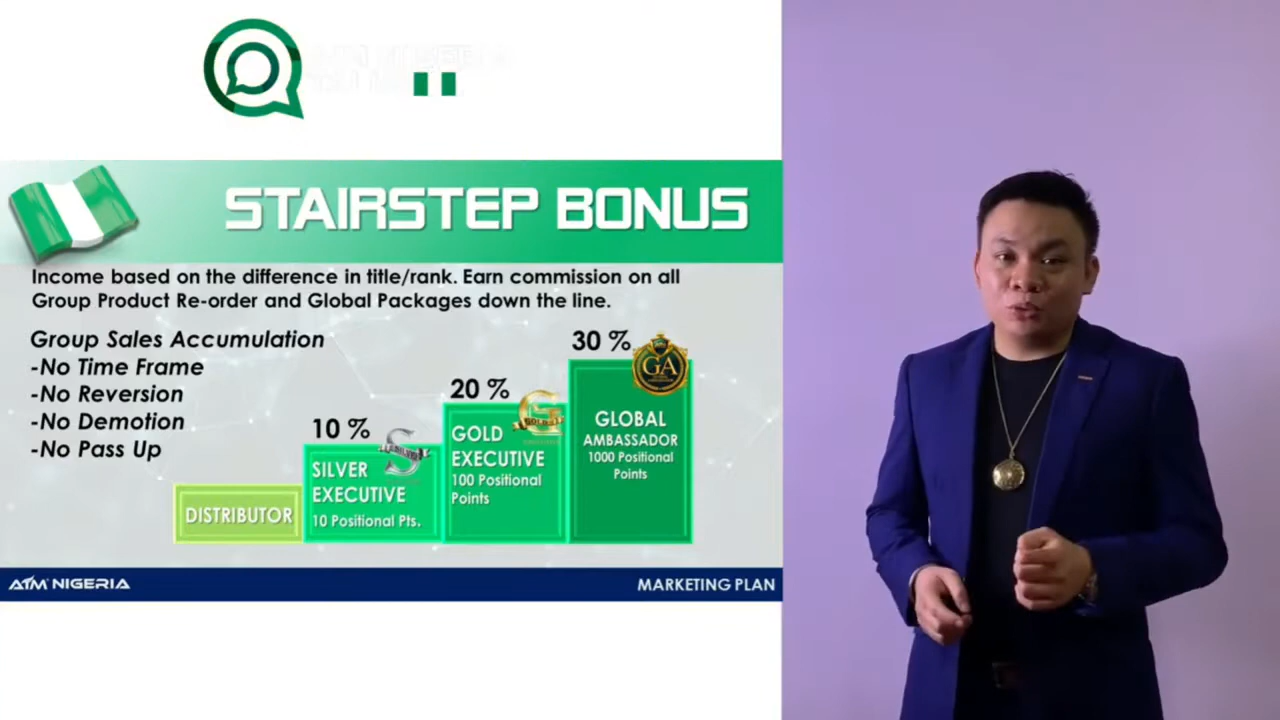 STAIRSTEP BONUS
Income based on the difference in title/rank. Earn commission on all
Group Product Re-order and Global Packages down the line.
Group Sales Accumulation
-No Time Frame
-No Reversion
-No Demotion
-No Pass Up
DISTRIBUTOR
10 %
SILVER
EXECUTIVE
10 Positional Pts.
20 %
GOLD
EXECUTIVE
100 Positional
Points
30 %
GA
GLOBAL
AMBASSADOR
1000 Positional
Points
ATM NIGERIA
MARKETING PLAN